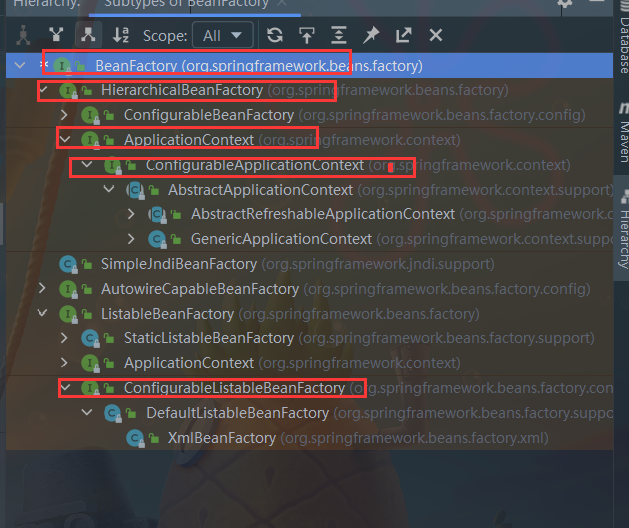 Hierarchy: Subtypes of BeanFactory
Scope: All
BeanFactory (org.springframework.beans.factory)
HierarchicalBeanFactory (org.springframework.beans.factory)
ConfigurableBeanFactory (org.springframework.beans.factory.config)
ApplicationContext (org.springframework.context)
ConfigurableApplicationContext (org.springframework.context)
AbstractApplicationContext (org.springframework.context.support)
AbstractRefreshableApplicationContext (org.springframework.co
GenericApplicationContext (org.springframework.context.suppo
SimpleJndiBeanFactory (org.springframework.jndi.support)
AutowireCapableBeanFactory (org.springframework.beans.factory.config)
ListableBeanFactory (org.springframework.beans.factory)
StaticListableBeanFactory (org.springframework.beans.factory.support)
ApplicationContext (org.springframework.context)
ConfigurableListableBeanFactory (org.springframework.beans.factory.con
DefaultListableBeanFactory (org.springframework.beans.factory.suppo
XmlBeanFactory (org.springframework.beans.factory.xml)
Database
Maven
Hierarchy